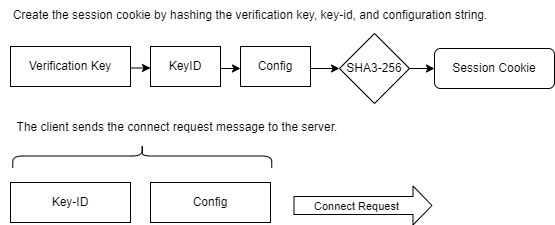 Create the session cookie by hashing the verification key, key-id, and configuration string.
Verification Key
KeyID
Config
SHA3-256
Session Cookie
The client sends the connect request message to the server.
Key-ID
Config
Connect Request